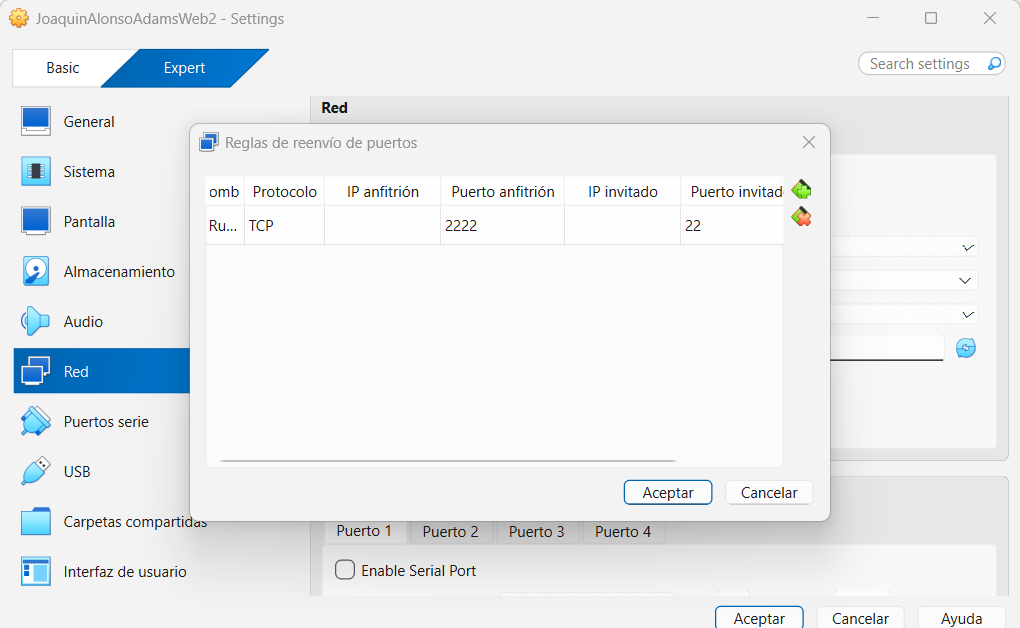 JoaquinAlonsoAdamsWeb2 - Settings
Basic
Expert
Search settings
General
Sistema
Pantalla
Almacenamiento
Audio
Red
Puertos serie
USB
Carpetas compartidas
Interfaz de usuario
Red
Reglas de reenvío de puertos
omb Protocolo IP anfitrión Puerto anfitrión IP invitado Puerto invitad
Ru... TCP 2222 22
Aceptar Cancelar
Puerto 1 Puerto 2 Puerto 3 Puerto 4
Enable Serial Port
Aceptar Cancelar Ayuda